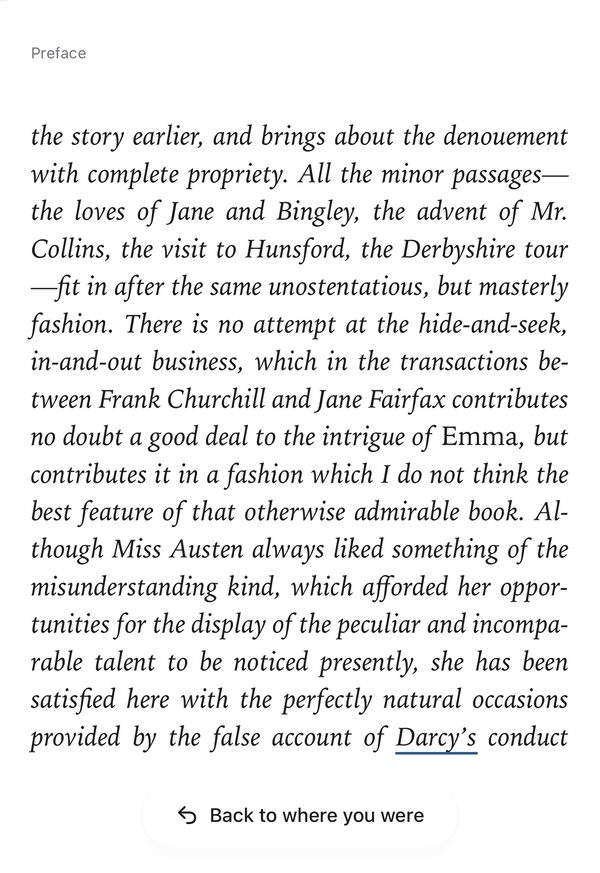 Preface
the story earlier, and brings about the denouement
with complete propriety. All the minor passages—
the loves of Jane and Bingley, the advent of Mr.
Collins, the visit to Hunsford, the Derbyshire tour
—fit in after the same unostentatious, but masterly
fashion. There is no attempt at the hide-and-seek,
in-and-out business, which in the transactions be-
tween Frank Churchill and Jane Fairfax contributes
no doubt a good deal to the intrigue of Emma, but
contributes it in a fashion which I do not think the
best feature of that otherwise admirable book. Al-
though Miss Austen always liked something of the
misunderstanding kind, which afforded her oppor-
tunities for the display of the peculiar and incompa-
rable talent to be noticed presently, she has been
satisfied here with the perfectly natural occasions
provided by the false account of Darcy’s conduct
Back to where you were